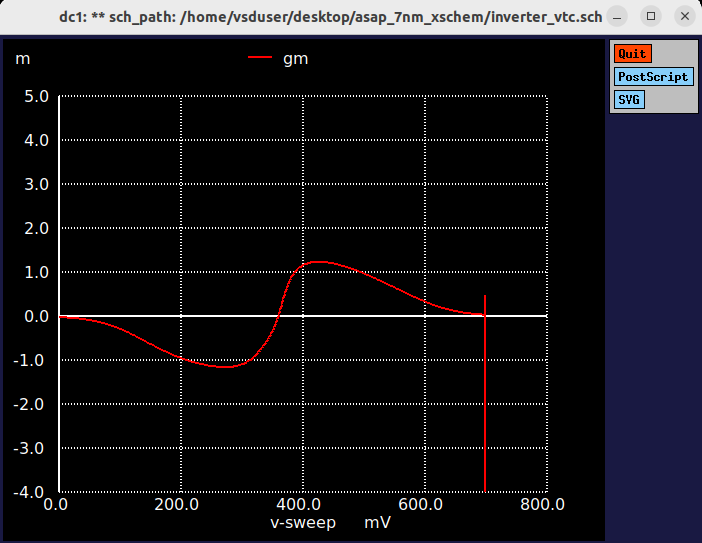 dc1: ** sch_path: /home/vsduser/desktop/asap_7nm_xschem/inverter_vtc.sch
Quit
PostScript
SVG
m
gm
5.0
4.0
3.0
2.0
1.0
0.0
-1.0
-2.0
-3.0
-4.0
0.0 200.0 400.0 600.0 800.0
v-sweep mV